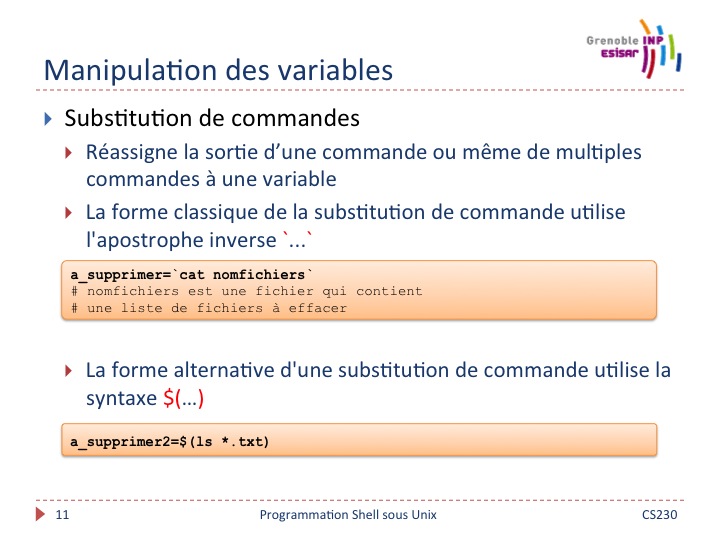 Grenoble INP
ESISAR
Manipulation des variables
Substitution de commandes
Réassigne la sortie d’une commande ou même de multiples
commandes à une variable
La forme classique de la substitution de commande utilise
l'apostrophe inverse `...`
a_supprimer=`cat nomfichiers`
# nomfichiers est une fichier qui contient
# une liste de fichiers à effacer
La forme alternative d'une substitution de commande utilise la
syntaxe $(…)
a_supprimer2=$(ls *.txt)
11 Programmation Shell sous Unix CS230